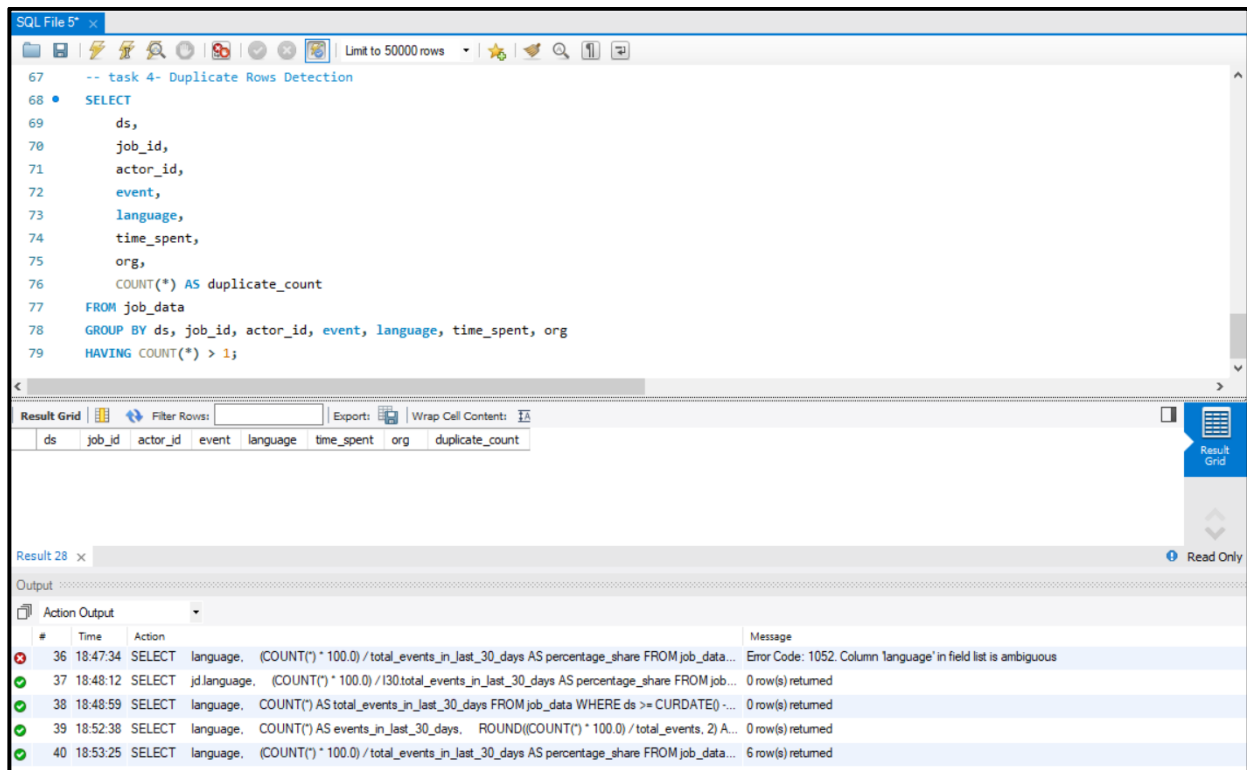 SQL File 5* ×
Limit to 50000 rows
67 -- task 4- Duplicate Rows Detection
68 SELECT
69 ds,
70 job_id,
71 actor_id,
72 event,
73 language,
74 time_spent,
75 org,
76 COUNT(*) AS duplicate_count
77 FROM job_data
78 GROUP BY ds, job_id, actor_id, event, language, time_spent, org
79 HAVING COUNT(*) > 1;
Result Grid Filter Rows: Export: Wrap Cell Content:
ds job_id actor_id event language time_spent org duplicate_count
Result
Grid
Result 28 × Read Only
Output
Action Output
# Time Action Message
36 18:47:34 SELECT language, (COUNT(*) * 100.0) / total_events_in_last_30_days AS percentage_share FROM job_data... Error Code: 1052. Column 'language' in field list is ambiguous
37 18:48:12 SELECT jd.language, (COUNT(*) * 100.0) / l30.total_events_in_last_30_days AS percentage_share FROM job... 0 row(s) returned
38 18:48:59 SELECT language, COUNT(*) AS total_events_in_last_30_days FROM job_data WHERE ds >= CURDATE() -... 0 row(s) returned
39 18:52:38 SELECT language, COUNT(*) AS events_in_last_30_days, ROUND((COUNT(*) * 100.0) / total_events, 2) A... 0 row(s) returned
40 18:53:25 SELECT language, (COUNT(*) * 100.0) / total_events_in_last_30_days AS percentage_share FROM job_data... 6 row(s) returned